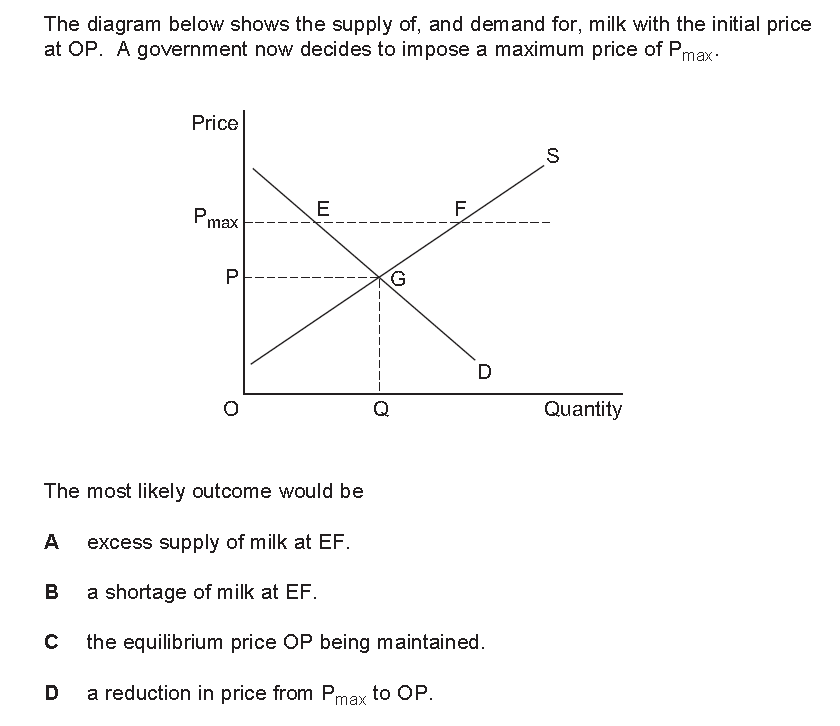 The diagram below shows the supply of, and demand for, milk with the initial price
at OP. A government now decides to impose a maximum price of Pmax.
Price
S
Pmax
E
F
P
G
D
O
Q
Quantity
The most likely outcome would be
A excess supply of milk at EF.
B a shortage of milk at EF.
C the equilibrium price OP being maintained.
D a reduction in price from Pmax to OP.